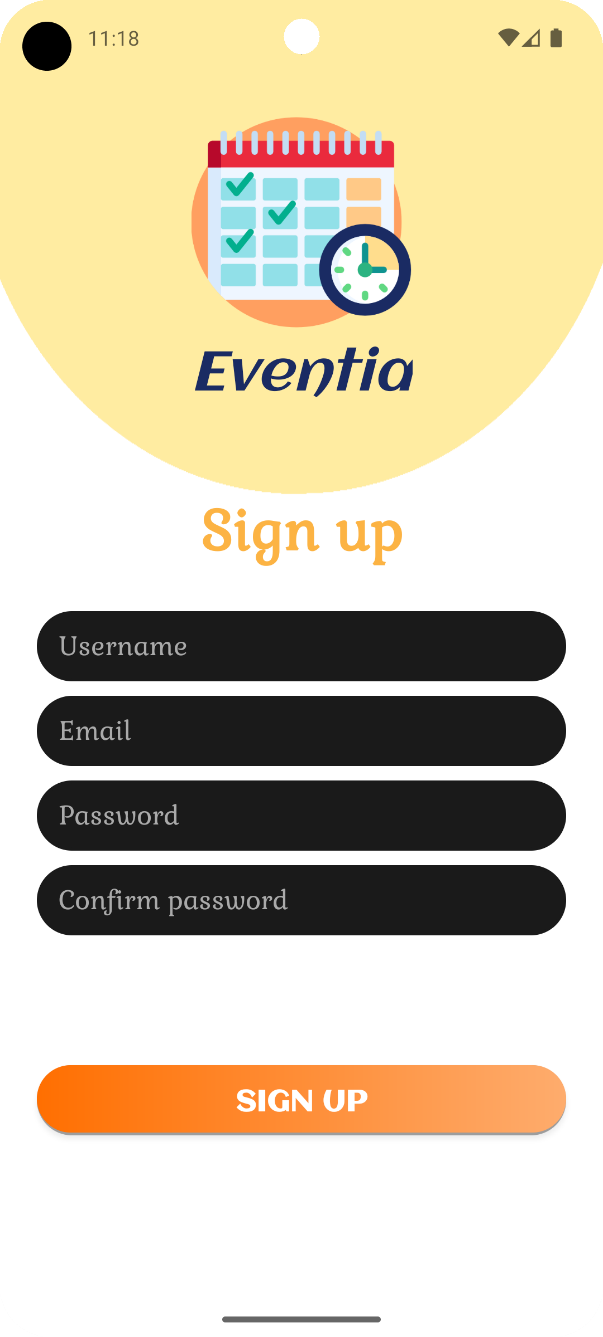 11:18
Eventia
Sign up
Username
Email
Password
Confirm password
SIGN UP